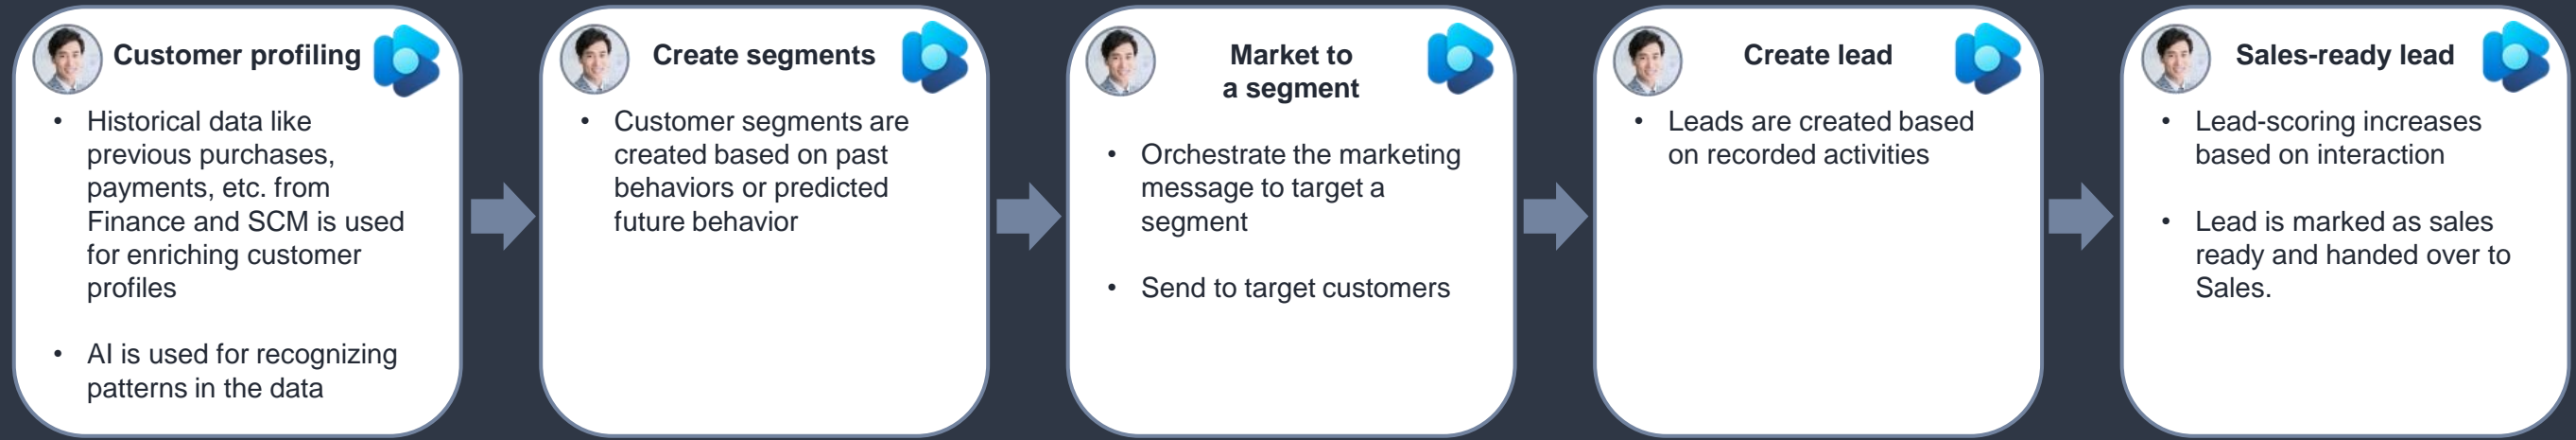 Customer profiling
• Historical data like
previous purchases,
payments, etc. from
Finance and SCM is used
for enriching customer
profiles
• AI is used for recognizing
patterns in the data
Create segments
• Customer segments are
created based on past
behaviors or predicted
future behavior
Market to
a segment
• Orchestrate the marketing
message to target a
segment
• Send to target customers
Create lead
• Leads are created based
on recorded activities
Sales-ready lead
• Lead-scoring increases
based on interaction
• Lead is marked as sales
ready and handed over to
Sales.